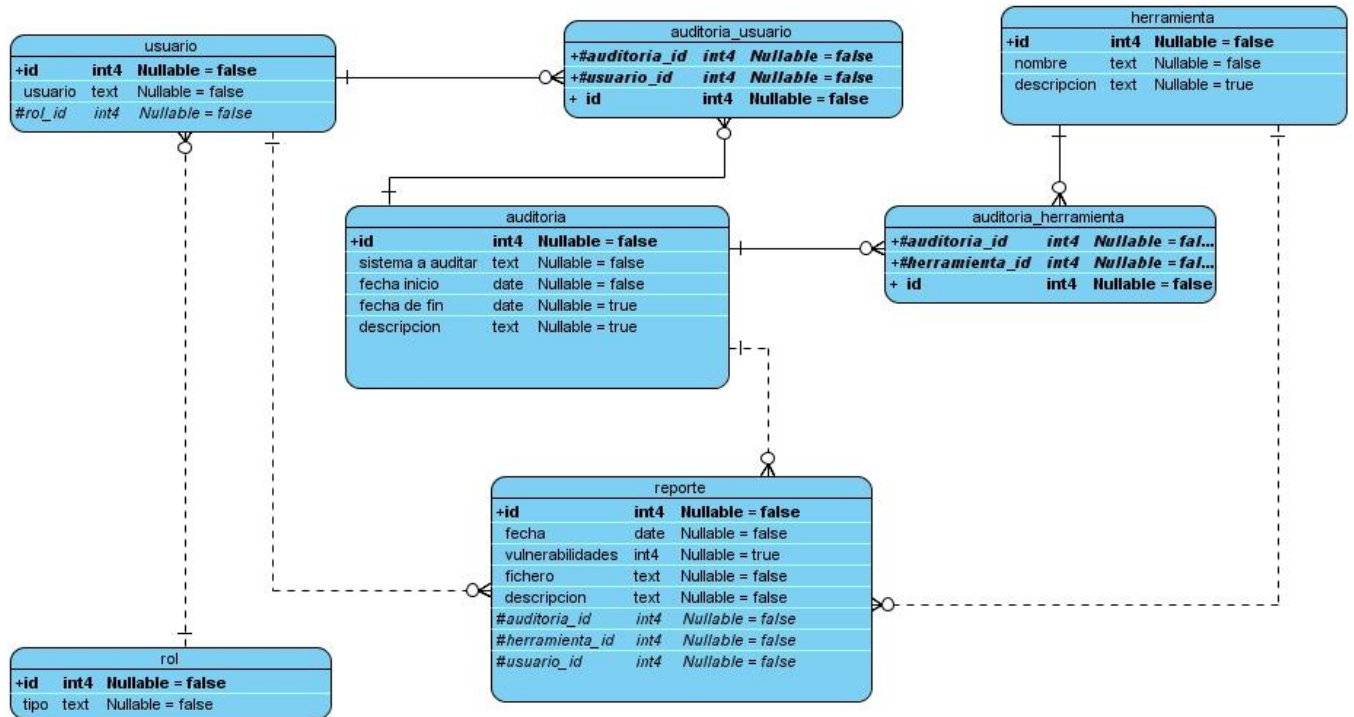 usuario
+id int4 Nullable = false
usuario text Nullable = false
#rol_id int4 Nullable = false
auditoria_usuario
+#auditoria_id int4 Nullable = false
+#usuario_id int4 Nullable = false
+ id int4 Nullable = false
herramienta
+id int4 Nullable = false
nombre text Nullable = false
descripcion text Nullable = true
auditoria
+id int4 Nullable = false
sistema a auditar text Nullable = false
fecha inicio date Nullable = false
fecha de fin date Nullable = true
descripcion text Nullable = true
auditoria_herramienta
+#auditoria_id int4 Nullable = fal...
+#herramienta_id int4 Nullable = fal...
+ id int4 Nullable = false
reporte
+id int4 Nullable = false
fecha date Nullable = false
vulnerabilidades int4 Nullable = true
fichero text Nullable = false
descripcion text Nullable = false
#auditoria_id int4 Nullable = false
#herramienta_id int4 Nullable = false
#usuario_id int4 Nullable = false
rol
+id int4 Nullable = false
tipo text Nullable = false